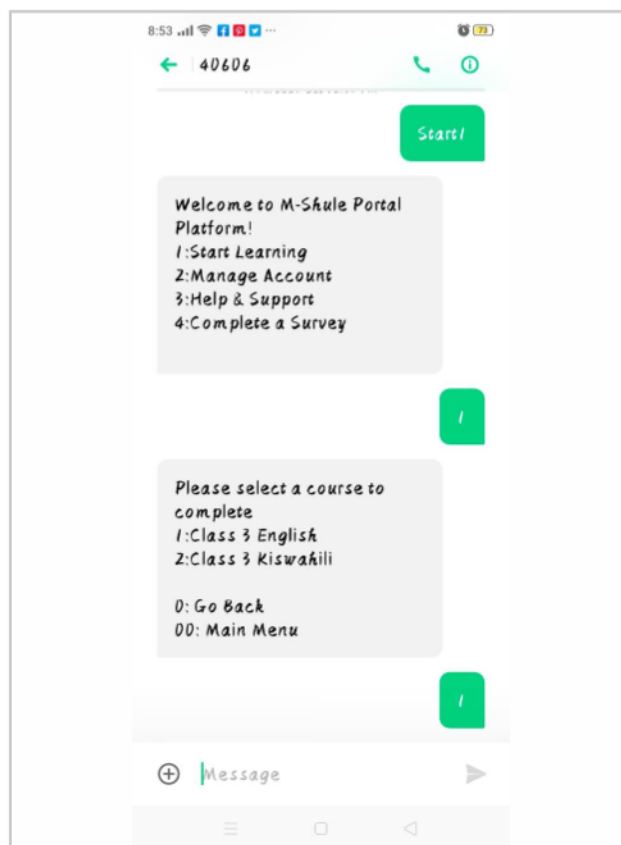 8:53
73
40606
Start1
Welcome to M-Shule Portal
Platform!
1:Start Learning
2:Manage Account
3:Help & Support
4:Complete a Survey
1
Please select a course to
complete
1:Class 3 English
2:Class 3 Kiswahili
0: Go Back
00: Main Menu
1
Message